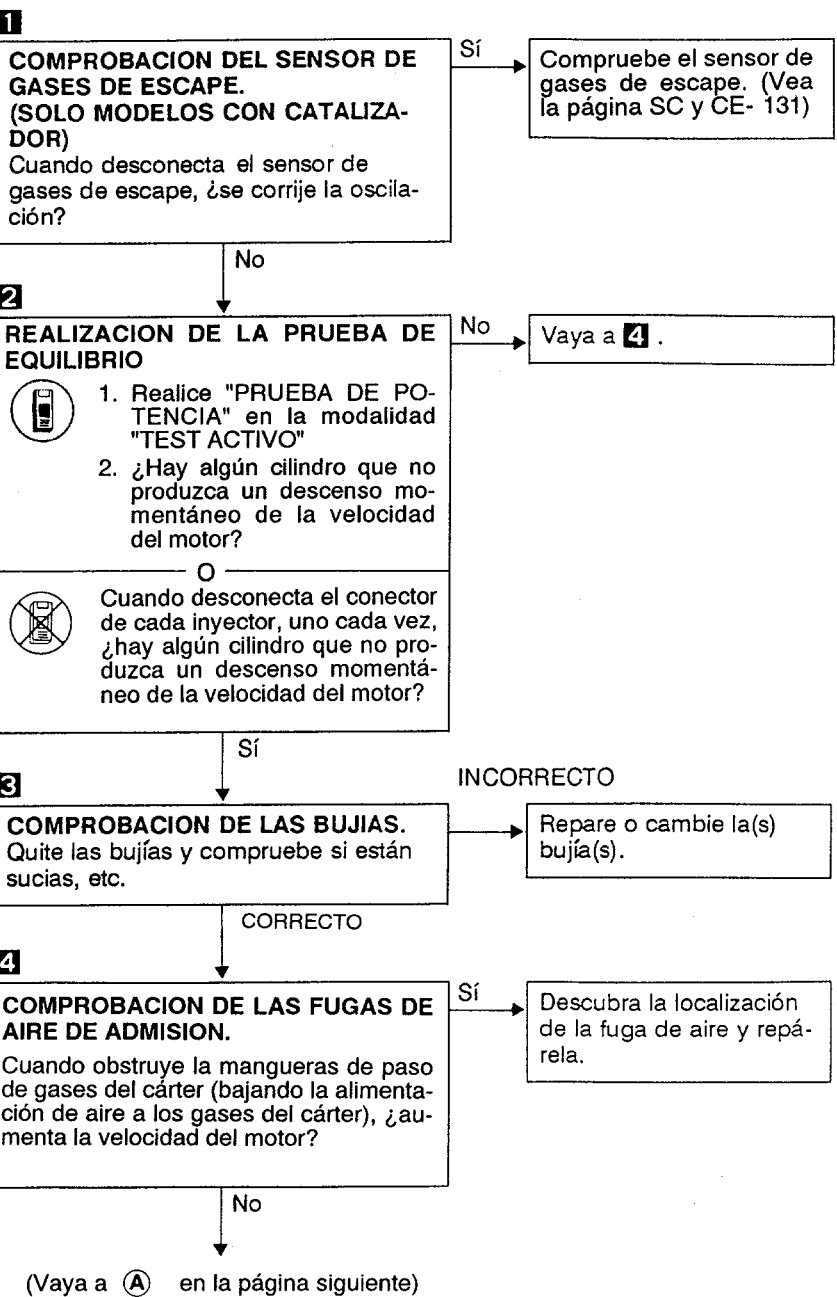 1
COMPROBACION DEL SENSOR DE
GASES DE ESCAPE.
(SOLO MODELOS CON CATALIZA-
DOR)
Cuando desconecta el sensor de
gases de escape, ¿se corrije la oscila-
ción?
Sí
Compruebe el sensor de
gases de escape. (Vea
la página SC y CE- 131)
No
2
REALIZACION DE LA PRUEBA DE
EQUILIBRIO
1. Realice "PRUEBA DE PO-
TENCIA" en la modalidad
"TEST ACTIVO"
2. ¿Hay algún cilindro que no
produzca un descenso mo-
mentáneo de la velocidad
del motor?
O
Cuando desconecta el conector
de cada inyector, uno cada vez,
¿hay algún cilindro que no pro-
duzca un descenso momentá-
neo de la velocidad del motor?
No
Vaya a 4 .
Sí
3
COMPROBACION DE LAS BUJIAS.
Quite las bujías y compruebe si están
sucias, etc.
INCORRECTO
Repare o cambie la(s)
bujía(s).
CORRECTO
4
COMPROBACION DE LAS FUGAS DE
AIRE DE ADMISION.
Cuando obstruye la mangueras de paso
de gases del cárter (bajando la alimenta-
ción de aire a los gases del cárter), ¿au-
menta la velocidad del motor?
Sí
Descubra la localización
de la fuga de aire y repá-
rela.
No
(Vaya a A en la página siguiente)